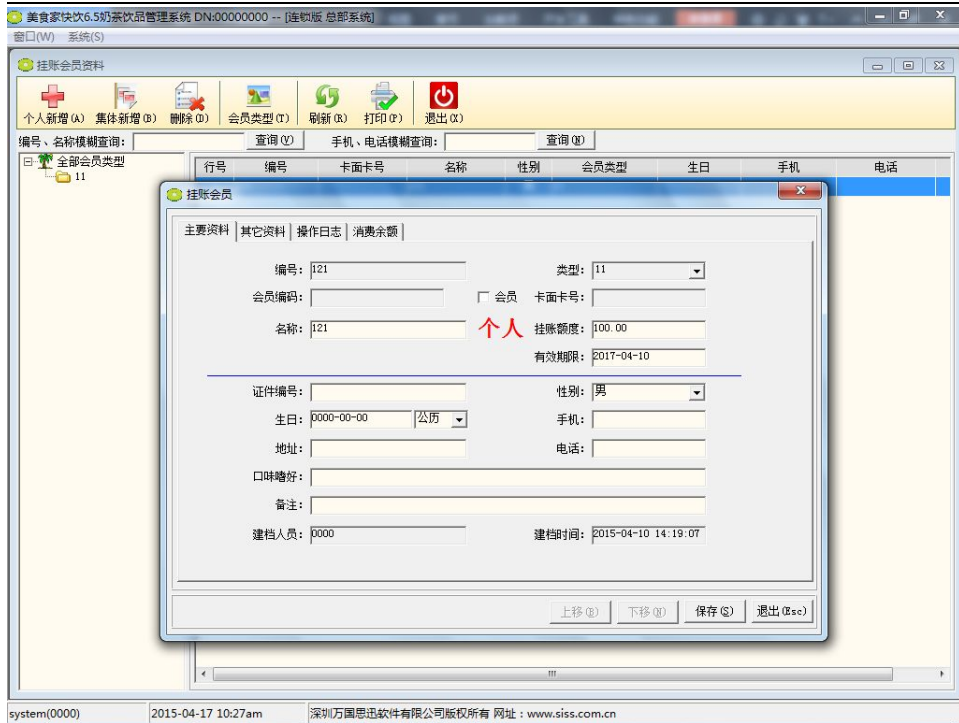 美食家快饮6.5奶茶饮品管理系统 DN:00000000 -- [连锁版 总部系统]
窗口(W) 系统(S)
挂账会员资料
个人新增(A) 集体新增(B) 删除(D) 会员类型(T) 刷新(R) 打印(P) 退出(X)
编号、名称模糊查询: 查询(V) 手机、电话模糊查询: 查询(W)
全部会员类型 行号 编号 卡面卡号 名称 性别 会员类型 生日 手机 电话
11
挂账会员
主要资料 其它资料 操作日志 消费余额
编号: 121 类型: 11
会员编码: 会员 卡面卡号:
名称: 121 个人 挂账额度: 100.00
有效期限: 2017-04-10
证件编号: 性别: 男
生日: 0000-00-00 公历 手机:
地址: 电话:
口味嗜好:
备注:
建档人员: 0000 建档时间: 2015-04-10 14:19:07
上移(B) 下移(N) 保存(S) 退出(Esc)
system(0000) 2015-04-17 10:27am 深圳万国思迅软件有限公司版权所有 网址：www.siss.com.cn